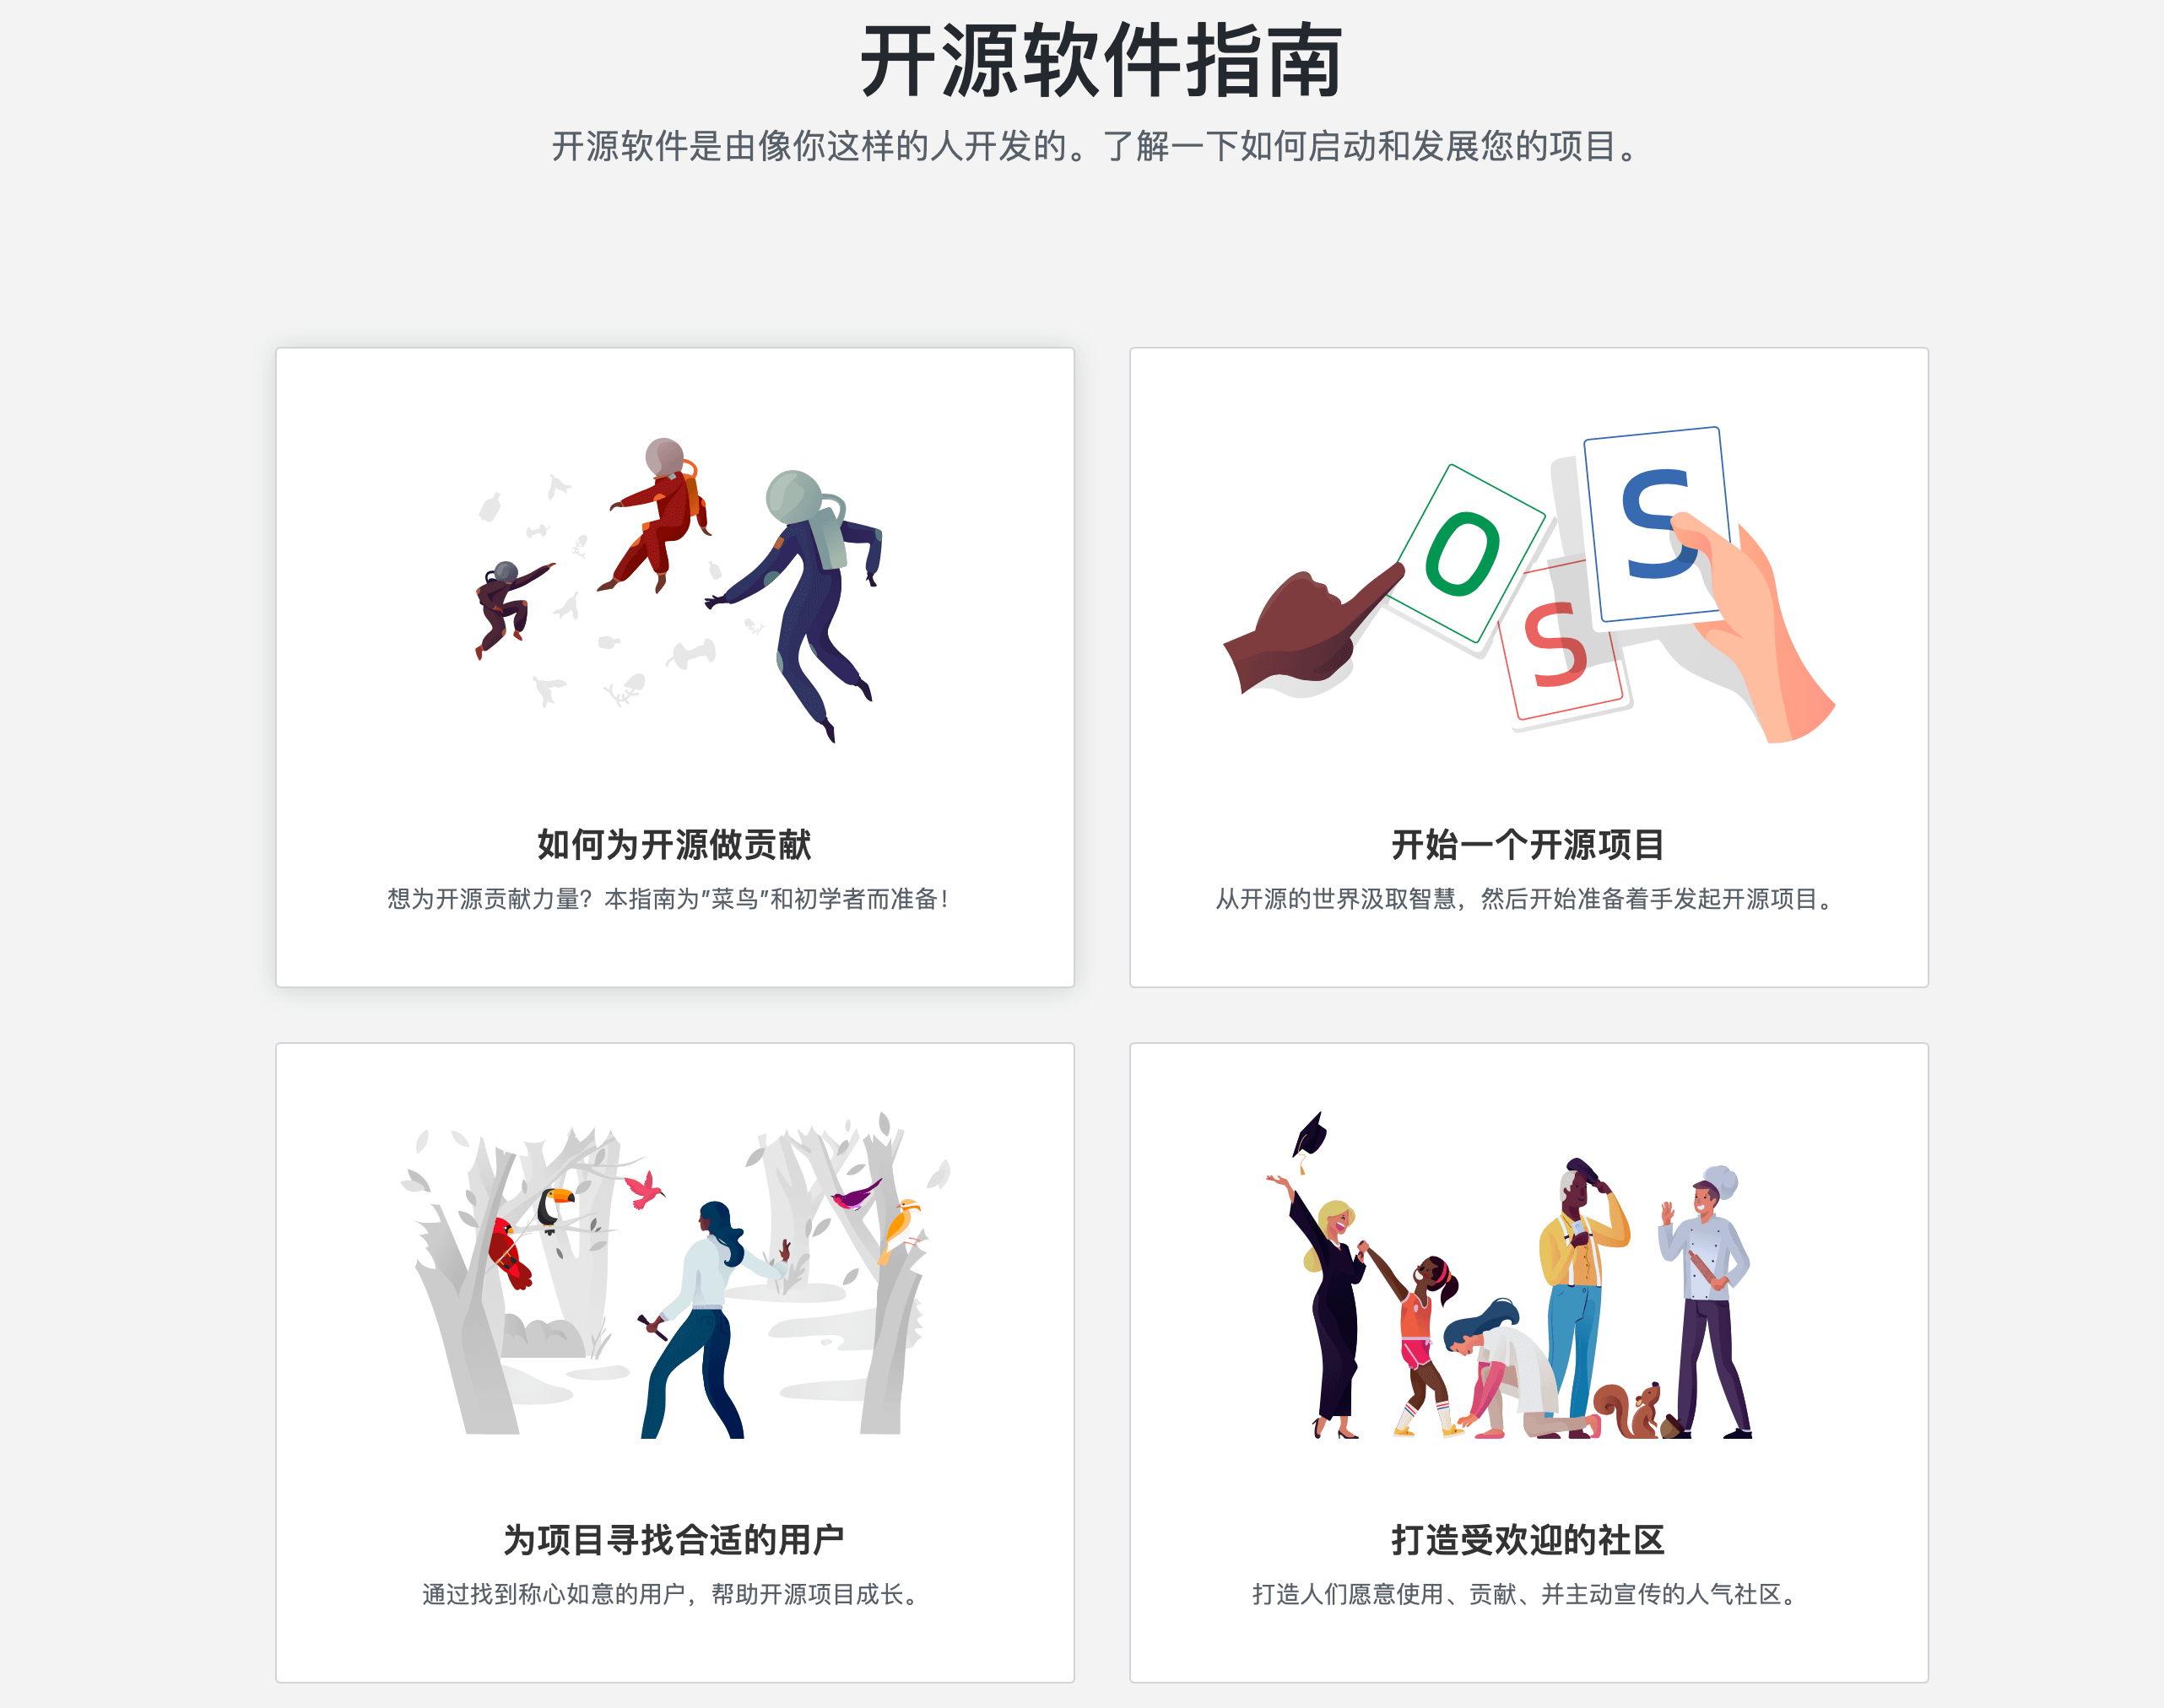 开源软件指南
开源软件是由像你这样的人开发的。了解一下如何启动和发展您的项目。
O
S
S
如何为开源做贡献
想为开源贡献力量？本指南为"菜鸟"和初学者而准备！
开始一个开源项目
从开源的世界汲取智慧，然后开始准备着手发起开源项目。
为项目寻找合适的用户
通过找到称心如意的用户，帮助开源项目成长。
打造受欢迎的社区
打造人们愿意使用、贡献、并主动宣传的人气社区。